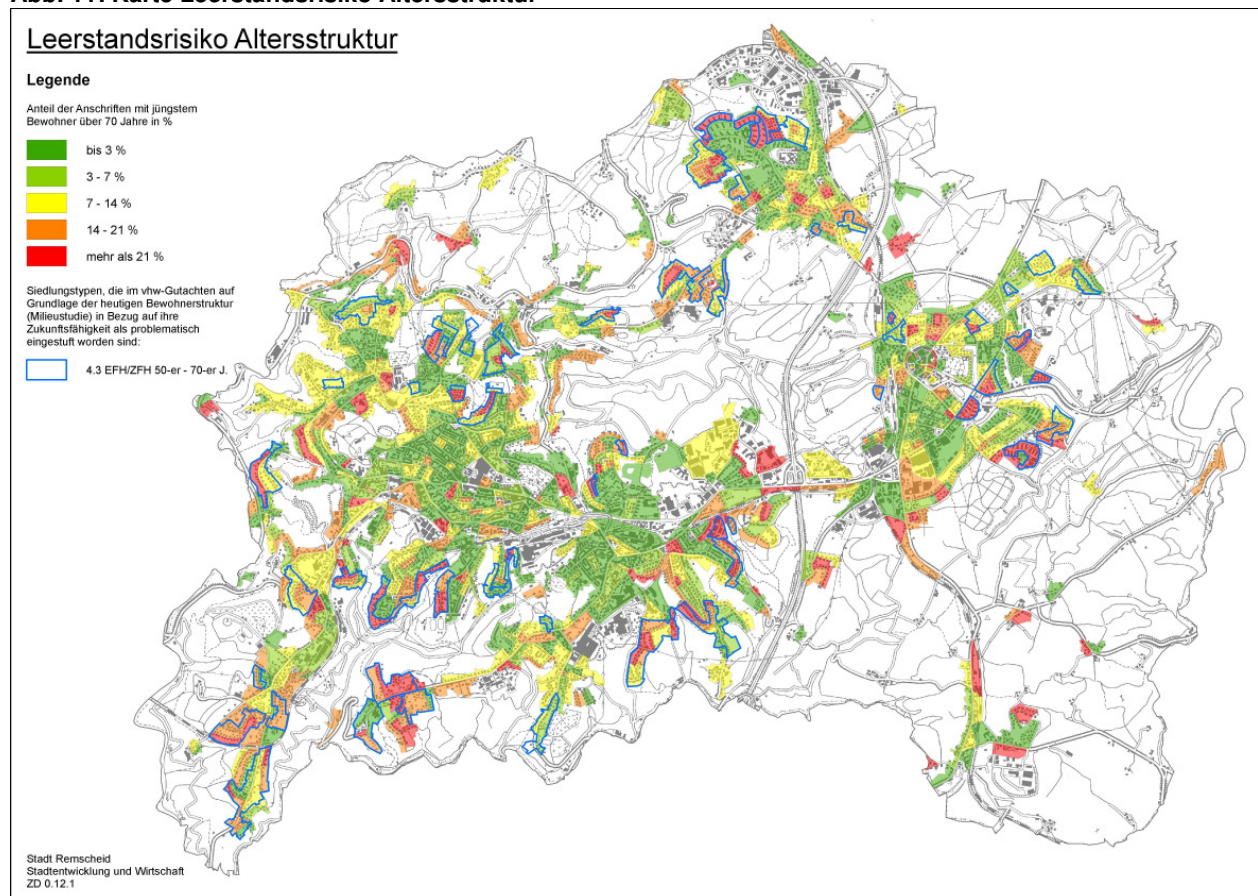 Leerstandsrisiko Altersstruktur
Legende
Anteil der Anschriften mit jüngstem
Bewohner über 70 Jahre in %
bis 3 %
3 - 7 %
7 - 14 %
14 - 21 %
mehr als 21 %
Siedlungstypen, die im vhw-Gutachten auf
Grundlage der heutigen Bewohnerstruktur
(Milieustudie) in Bezug auf ihre
Zukunftsfähigkeit als problematisch
eingestuft worden sind:
4.3 EFH/ZFH 50-er - 70-er J.
Stadt Remscheid
Stadtentwicklung und Wirtschaft
ZD 0.12.1